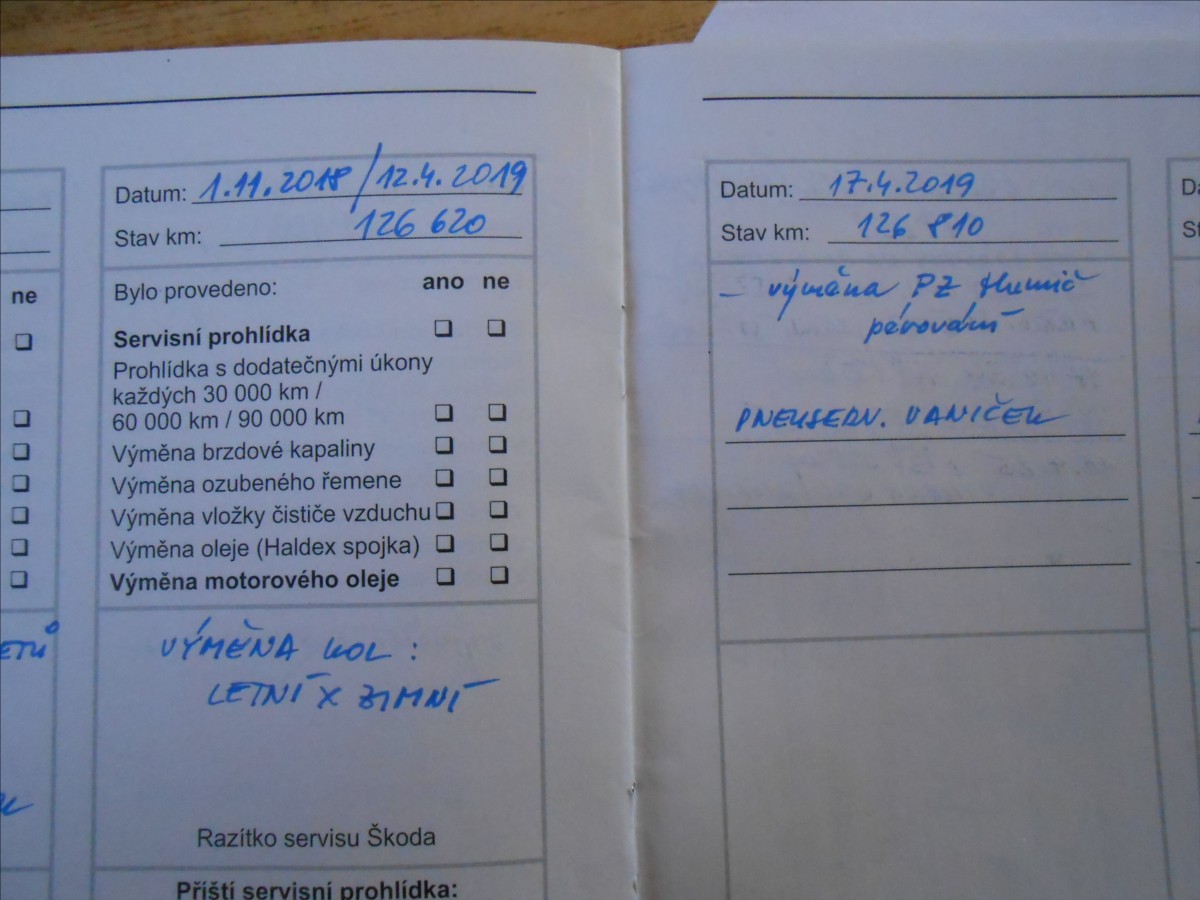 ne
ETŮ
Datum: 1.11.2018 / 12.4.2019
Stav km: 126 620
Bylo provedeno: ano ne
Servisní prohlídka
Prohlídka s dodatečnými úkony
každých 30 000 km /
60 000 km / 90 000 km
Výměna brzdové kapaliny
Výměna ozubeného řemene
Výměna vložky čističe vzduchu
Výměna oleje (Haldex spojka)
Výměna motorového oleje
VÝMĚNA KOL :
LETNÍ X ZIMNÍ
Razítko servisu Škoda
Příští servisní prohlídka:
Datum: 17.4.2019
Stav km: 126 810
- výměna PZ tlumič
pérování
PNEUSERV. VANIČEK
Da
St